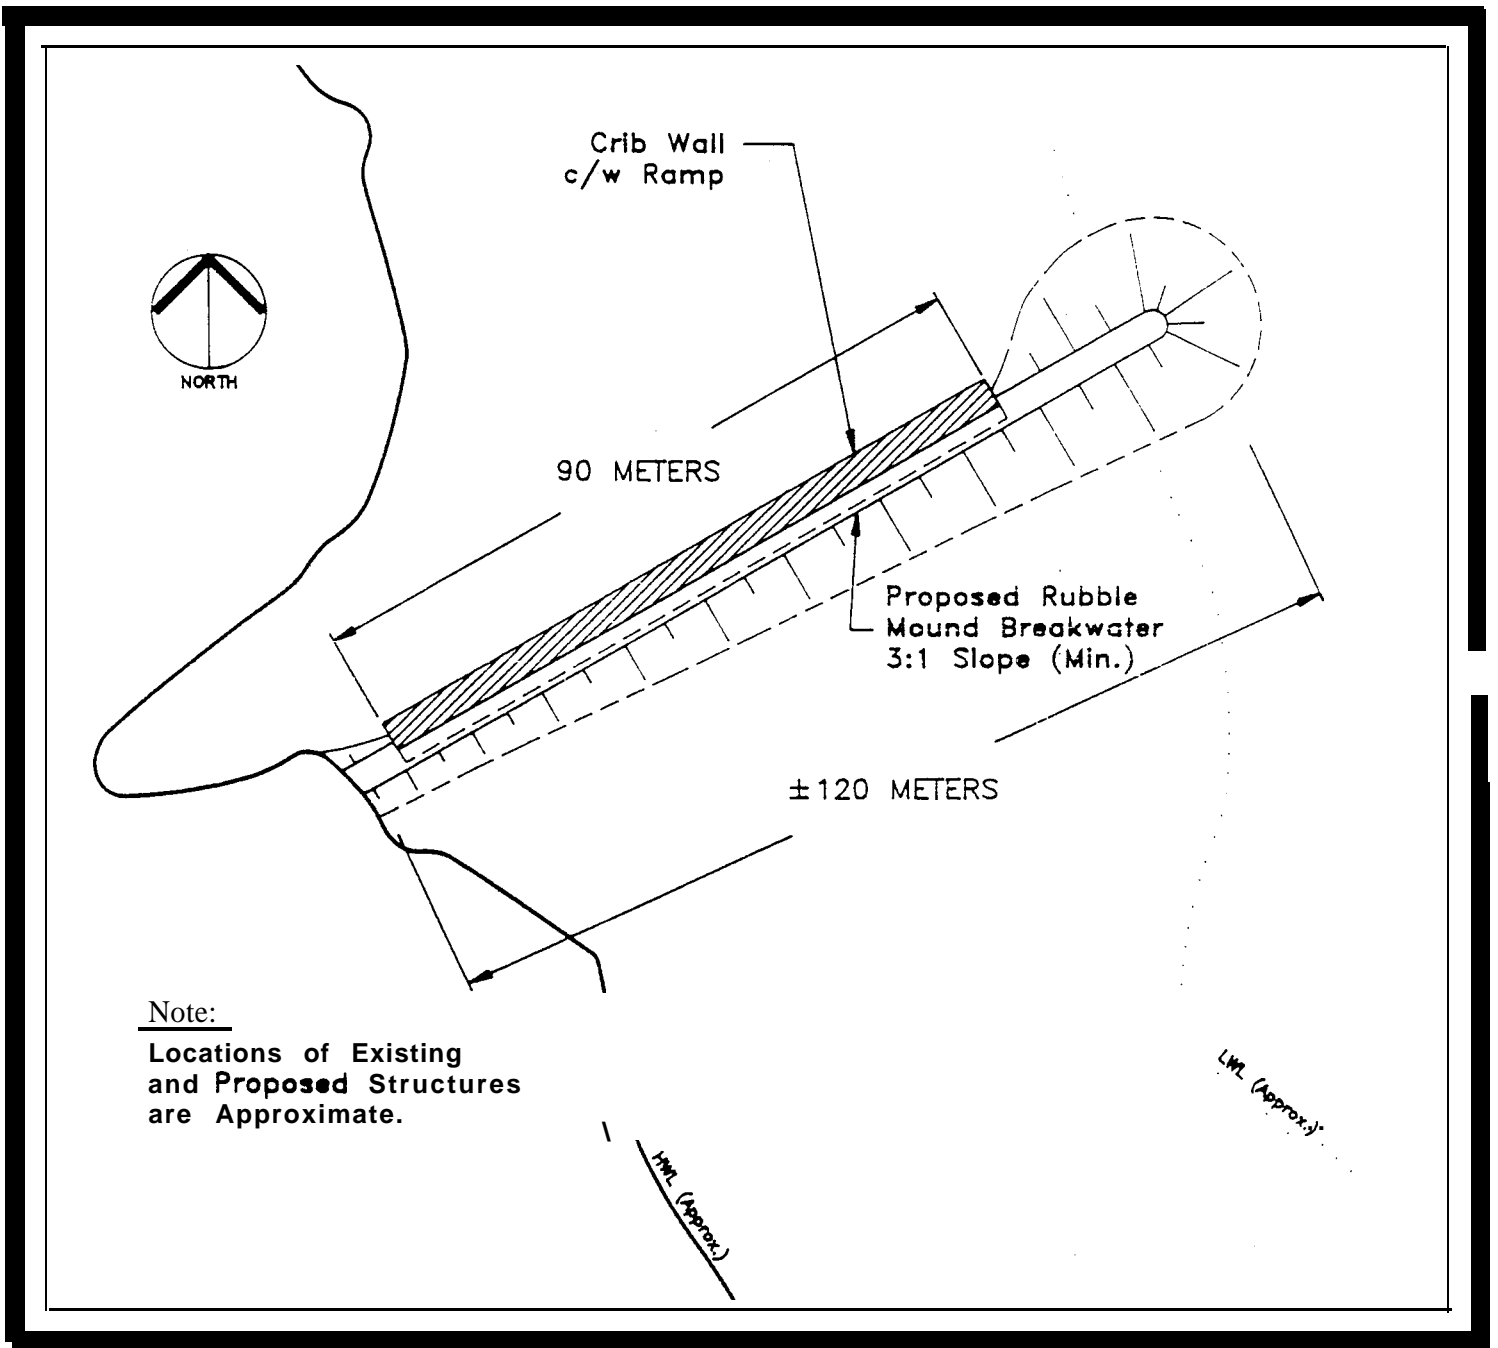 Crib Wall
c/w Ramp
NORTH
90 METERS
Proposed Rubble
Mound Breakwater
3:1 Slope (Min.)
±120 METERS
Note:
Locations of Existing
and Proposed Structures
are Approximate.
LWL (Approx.)
HWL (Approx.)